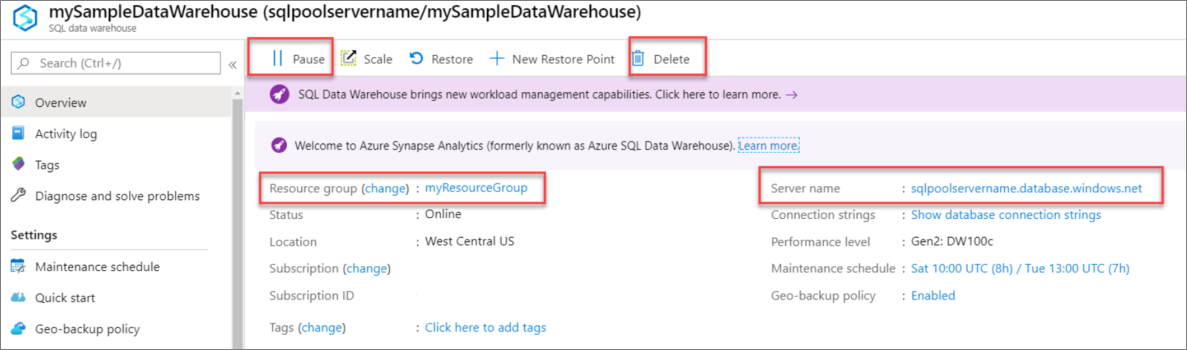 mySampleDataWarehouse (sqlpoolservername/mySampleDataWarehouse)
SQL data warehouse
Search (Ctrl+/) «
Pause Scale Restore New Restore Point Delete
SQL Data Warehouse brings new workload management capabilities. Click here to learn more. →
Welcome to Azure Synapse Analytics (formerly known as Azure SQL Data Warehouse). Learn more.
Overview
Activity log
Tags
Diagnose and solve problems
Settings
Maintenance schedule
Quick start
Geo-backup policy
Resource group (change) : myResourceGroup
Status : Online
Location : West Central US
Subscription (change) :
Subscription ID
Tags (change) : Click here to add tags
Server name : sqlpoolservername.database.windows.net
Connection strings : Show database connection strings
Performance level : Gen2: DW100c
Maintenance schedule : Sat 10:00 UTC (8h) / Tue 13:00 UTC (7h)
Geo-backup policy : Enabled